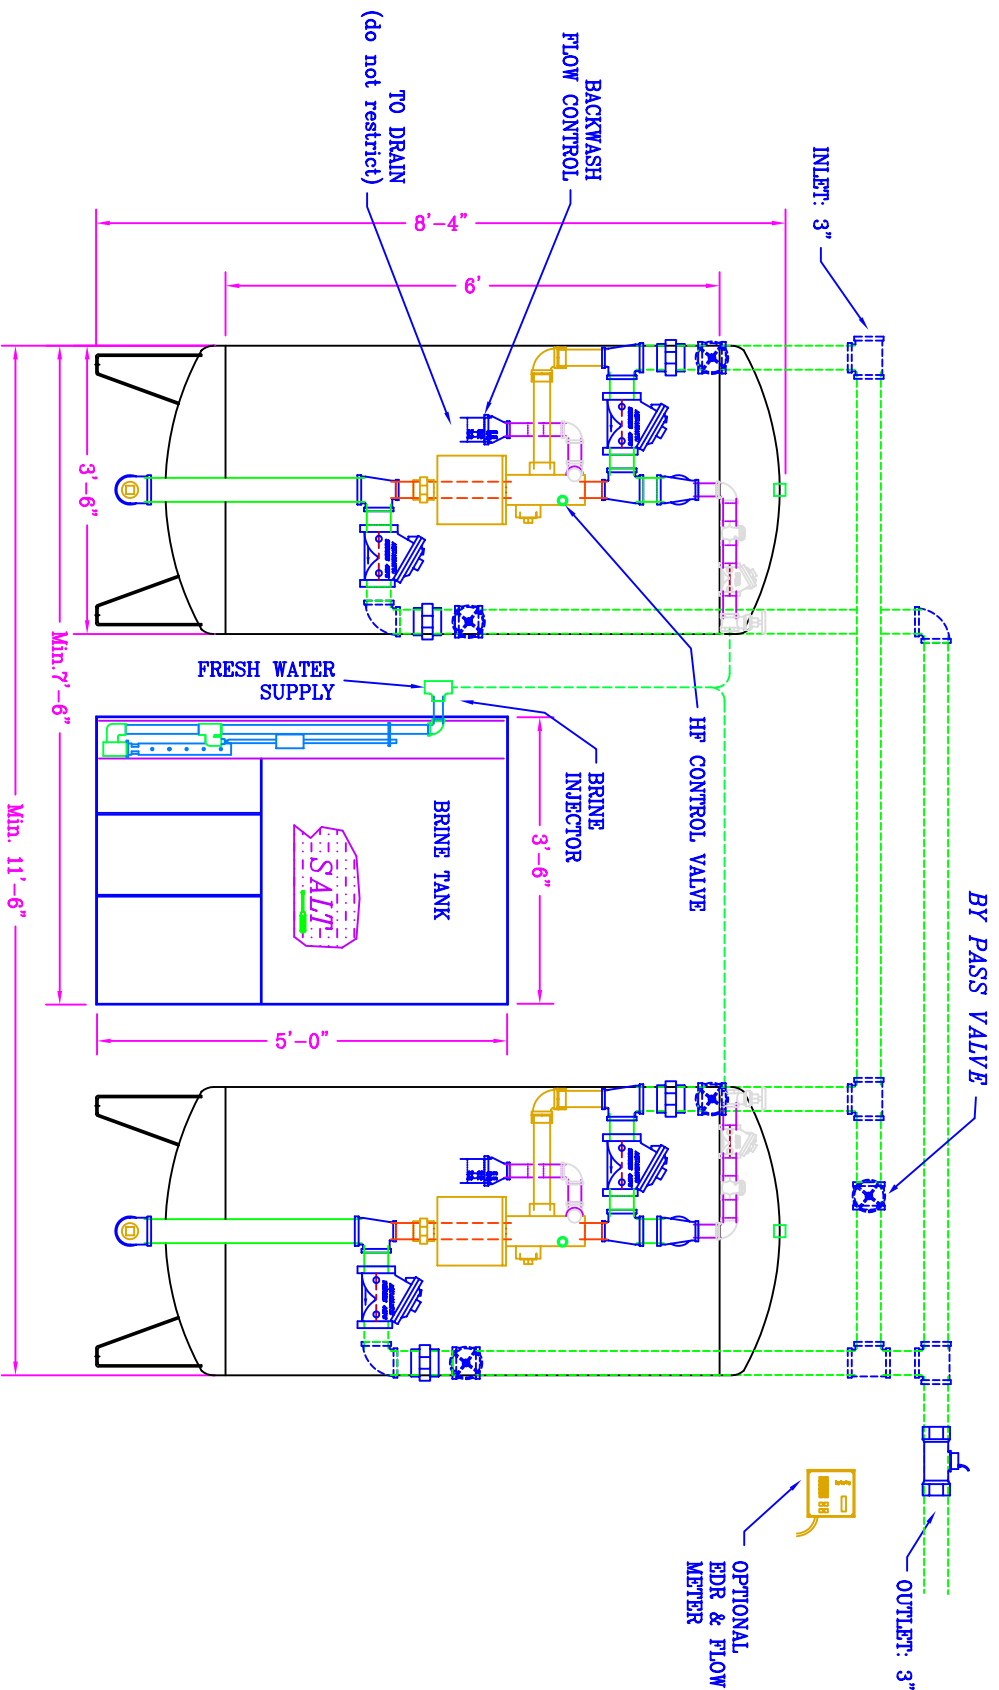 INLET: 3"
BACKWASH
FLOW CONTROL
TO DRAIN
(do not restrict)
8'-4"
6'
3'-6"
Min.7'-6"
Min. 11'-6"
FRESH WATER
SUPPLY
BRINE
INJECTOR
HF CONTROL VALVE
3'-6"
BRINE TANK
SALT
5'-0"
BY PASS VALVE
OUTLET: 3"
OPTIONAL
EDR & FLOW
METER